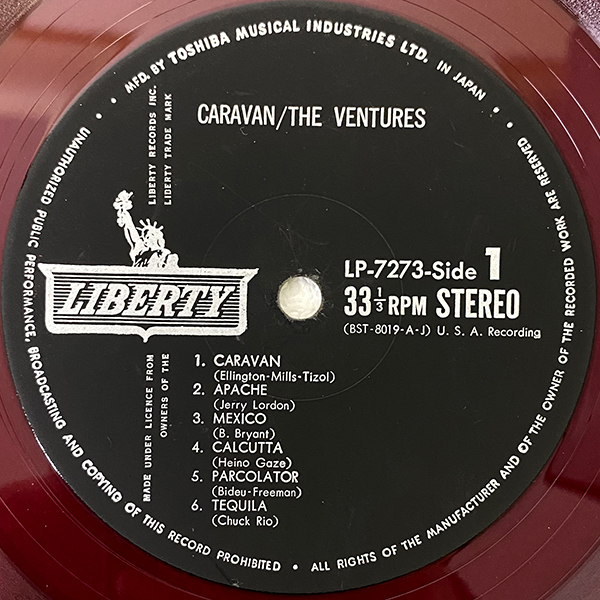 • MFD. BY TOSHIBA MUSICAL INDUSTRIES LTD. IN JAPAN •
CARAVAN/THE VENTURES
LIBERTY RECORDS INC.
LIBERTY TRADE MARK
LIBERTY
MADE UNDER LICENCE FROM
OWNERS OF THE
LP-7273-Side 1
33 1/3 RPM STEREO
(BST-8019-A-J) U. S. A. Recording
1. CARAVAN
(Ellington-Mills-Tizol)
2. APACHE
(Jerry Lordon)
3. MEXICO
(B. Bryant)
4. CALCUTTA
(Heino Gaze)
5. PARCOLATOR
(Bideu-Freeman)
6. TEQUILA
(Chuck Rio)
• UNAUTHORIZED PUBLIC PERFORMANCE, BROADCASTING AND COPYING OF THIS RECORD PROHIBITED • ALL RIGHTS OF THE MANUFACTURER AND OF THE OWNER OF THE RECORDED WORK ARE RESERVED